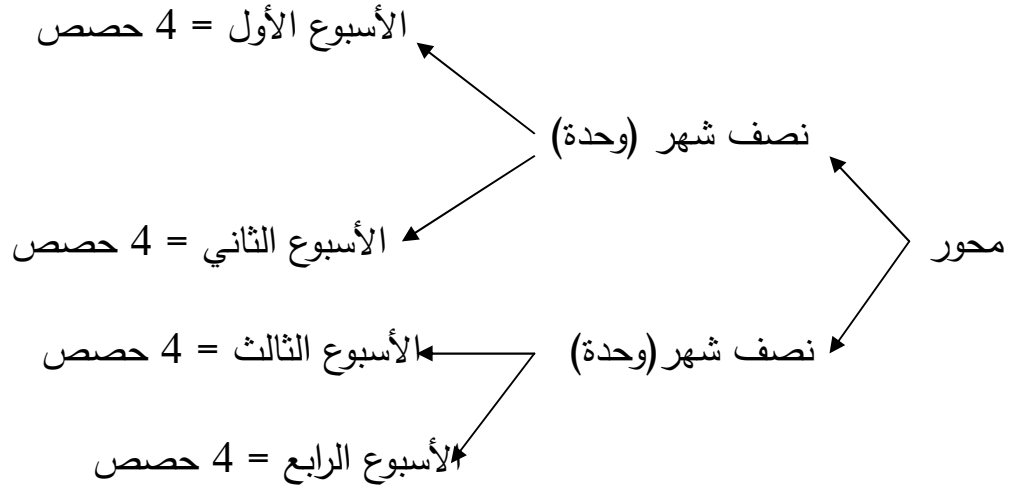 الأسبوع الأول = 4 حصص
نصف شهر (وحدة)
الأسبوع الثاني = 4 حصص
محور
الأسبوع الثالث = 4 حصص
نصف شهر (وحدة)
الأسبوع الرابع = 4 حصص